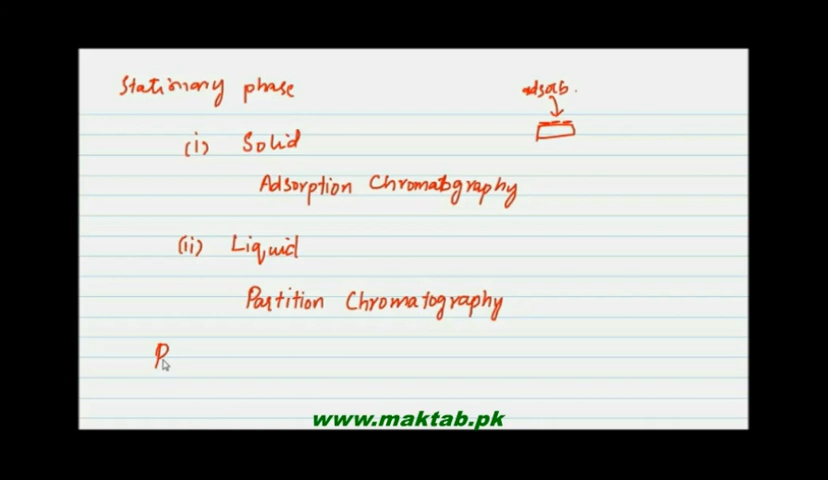 Stationary phase
adsorb.
(i) Solid
Adsorption Chromatography
(ii) Liquid
Partition Chromatography
P
www.maktab.pk